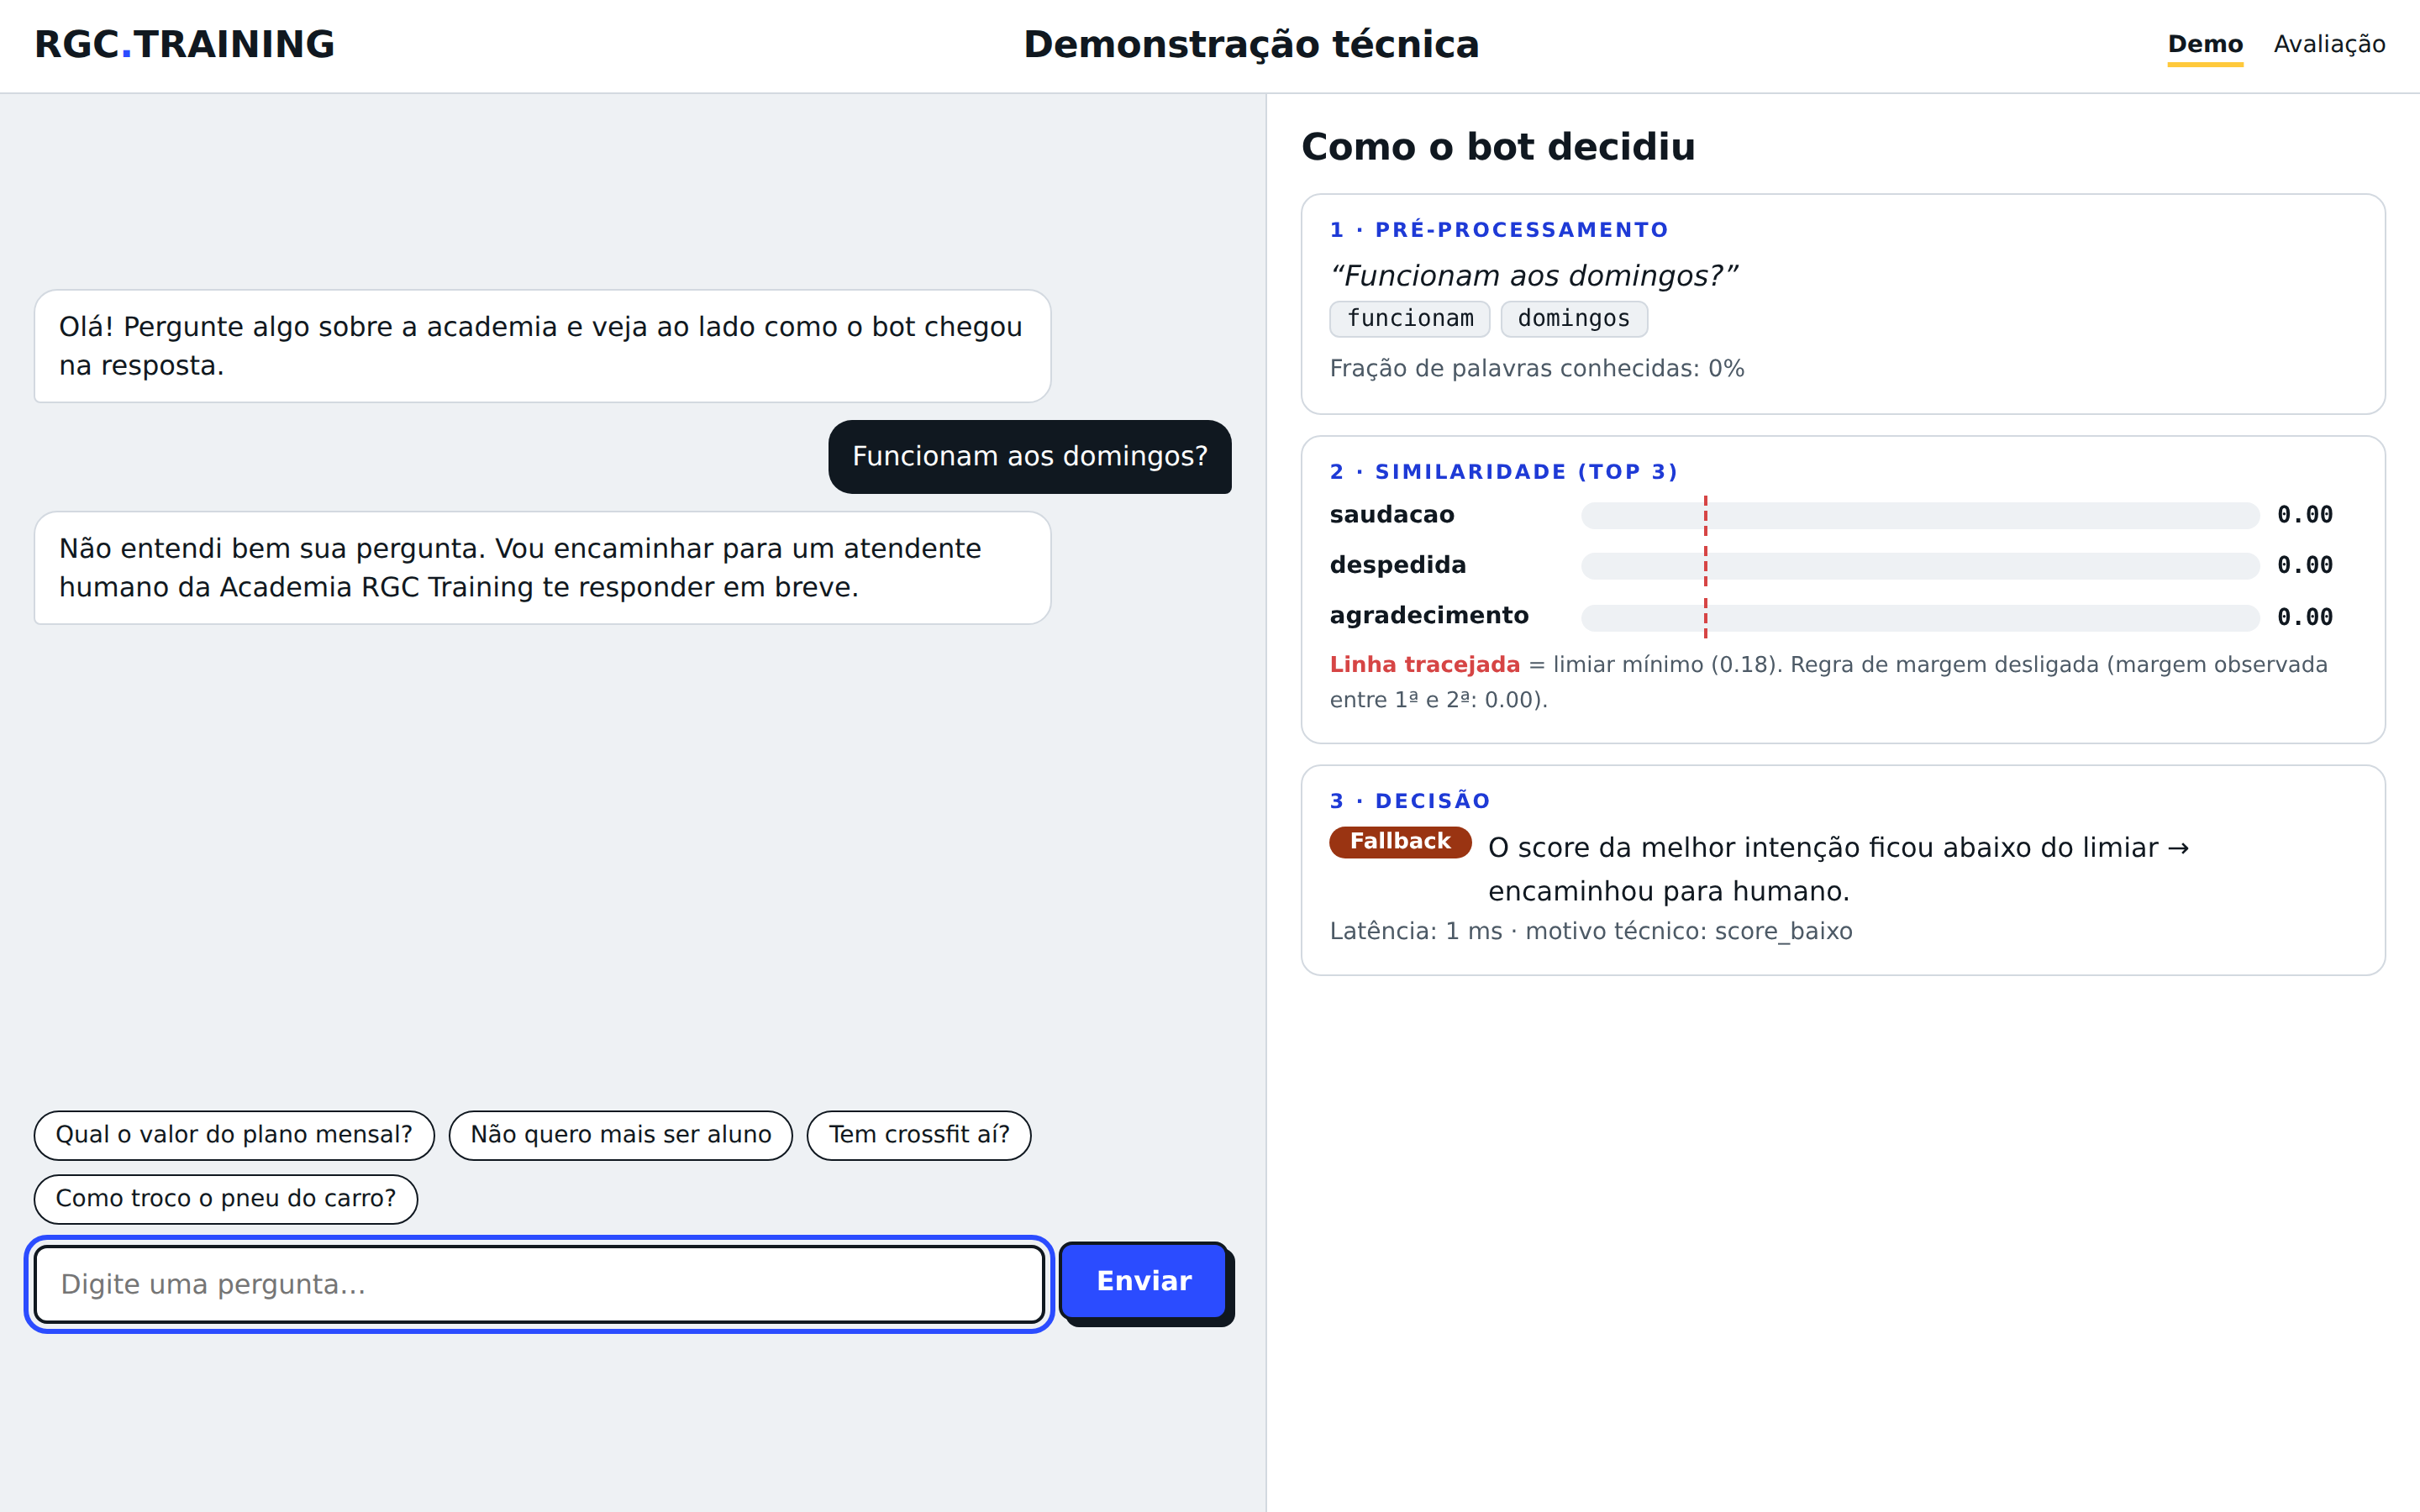 RGC.TRAINING
Demonstração técnica
Demo
Avaliação
Olá! Pergunte algo sobre a academia e veja ao lado como o bot chegou
na resposta.
Funcionam aos domingos?
Não entendi bem sua pergunta. Vou encaminhar para um atendente
humano da Academia RGC Training te responder em breve.
Qual o valor do plano mensal?
Não quero mais ser aluno
Tem crossfit aí?
Como troco o pneu do carro?
Digite uma pergunta...
Enviar
Como o bot decidiu
1 · PRÉ-PROCESSAMENTO
“Funcionam aos domingos?”
funcionam
domingos
Fração de palavras conhecidas: 0%
2 · SIMILARIDADE (TOP 3)
saudacao 0.00
despedida 0.00
agradecimento 0.00
Linha tracejada = limiar mínimo (0.18). Regra de margem desligada (margem observada
entre 1ª e 2ª: 0.00).
3 · DECISÃO
Fallback O score da melhor intenção ficou abaixo do limiar →
encaminhou para humano.
Latência: 1 ms · motivo técnico: score_baixo